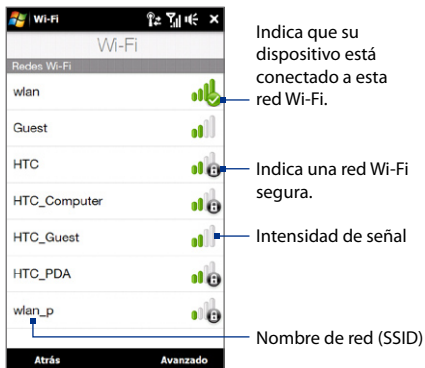 Wi-Fi
Wi-Fi
Redes Wi-Fi
wlan
Guest
HTC
HTC_Computer
HTC_Guest
HTC_PDA
wlan_p
Atrás Avanzado
Indica que su
dispositivo está
conectado a esta
red Wi-Fi.
Indica una red Wi-Fi
segura.
Intensidad de señal
Nombre de red (SSID)